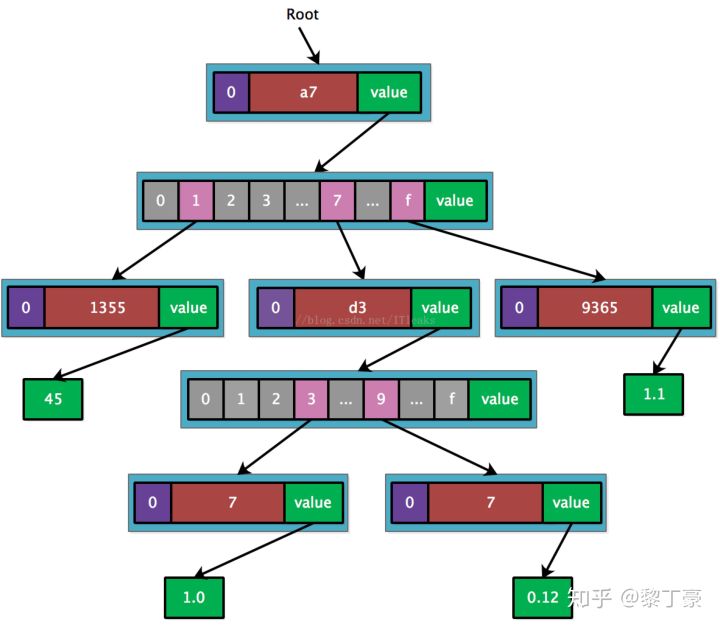 Root
0 a7 value
0 1 2 3 ... 7 ... f value
0 1355 value
0 d3 value
0 9365 value
//blog.csdn.net/ITleaks
45
1.1
0 1 2 3 ... 9 ... f value
0 7 value
0 7 value
1.0
0.12
知乎 @黎丁豪